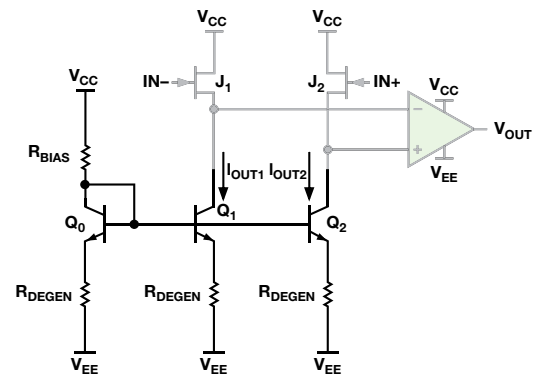 VCC VCC
IN− J1 J2 IN+
VCC VCC
− VOUT
RBIAS
+
VEE
IOUT1 IOUT2
Q0 Q1 Q2
RDEGEN RDEGEN RDEGEN
VEE VEE VEE